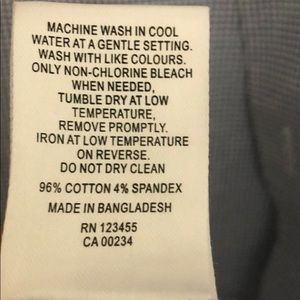 MACHINE WASH IN COOL
WATER AT A GENTLE SETTING.
WASH WITH LIKE COLOURS.
ONLY NON-CHLORINE BLEACH
WHEN NEEDED,
TUMBLE DRY AT LOW
TEMPERATURE,
REMOVE PROMPTLY.
IRON AT LOW TEMPERATURE
ON REVERSE.
DO NOT DRY CLEAN
96% COTTON 4% SPANDEX
MADE IN BANGLADESH
RN 123455
CA 00234